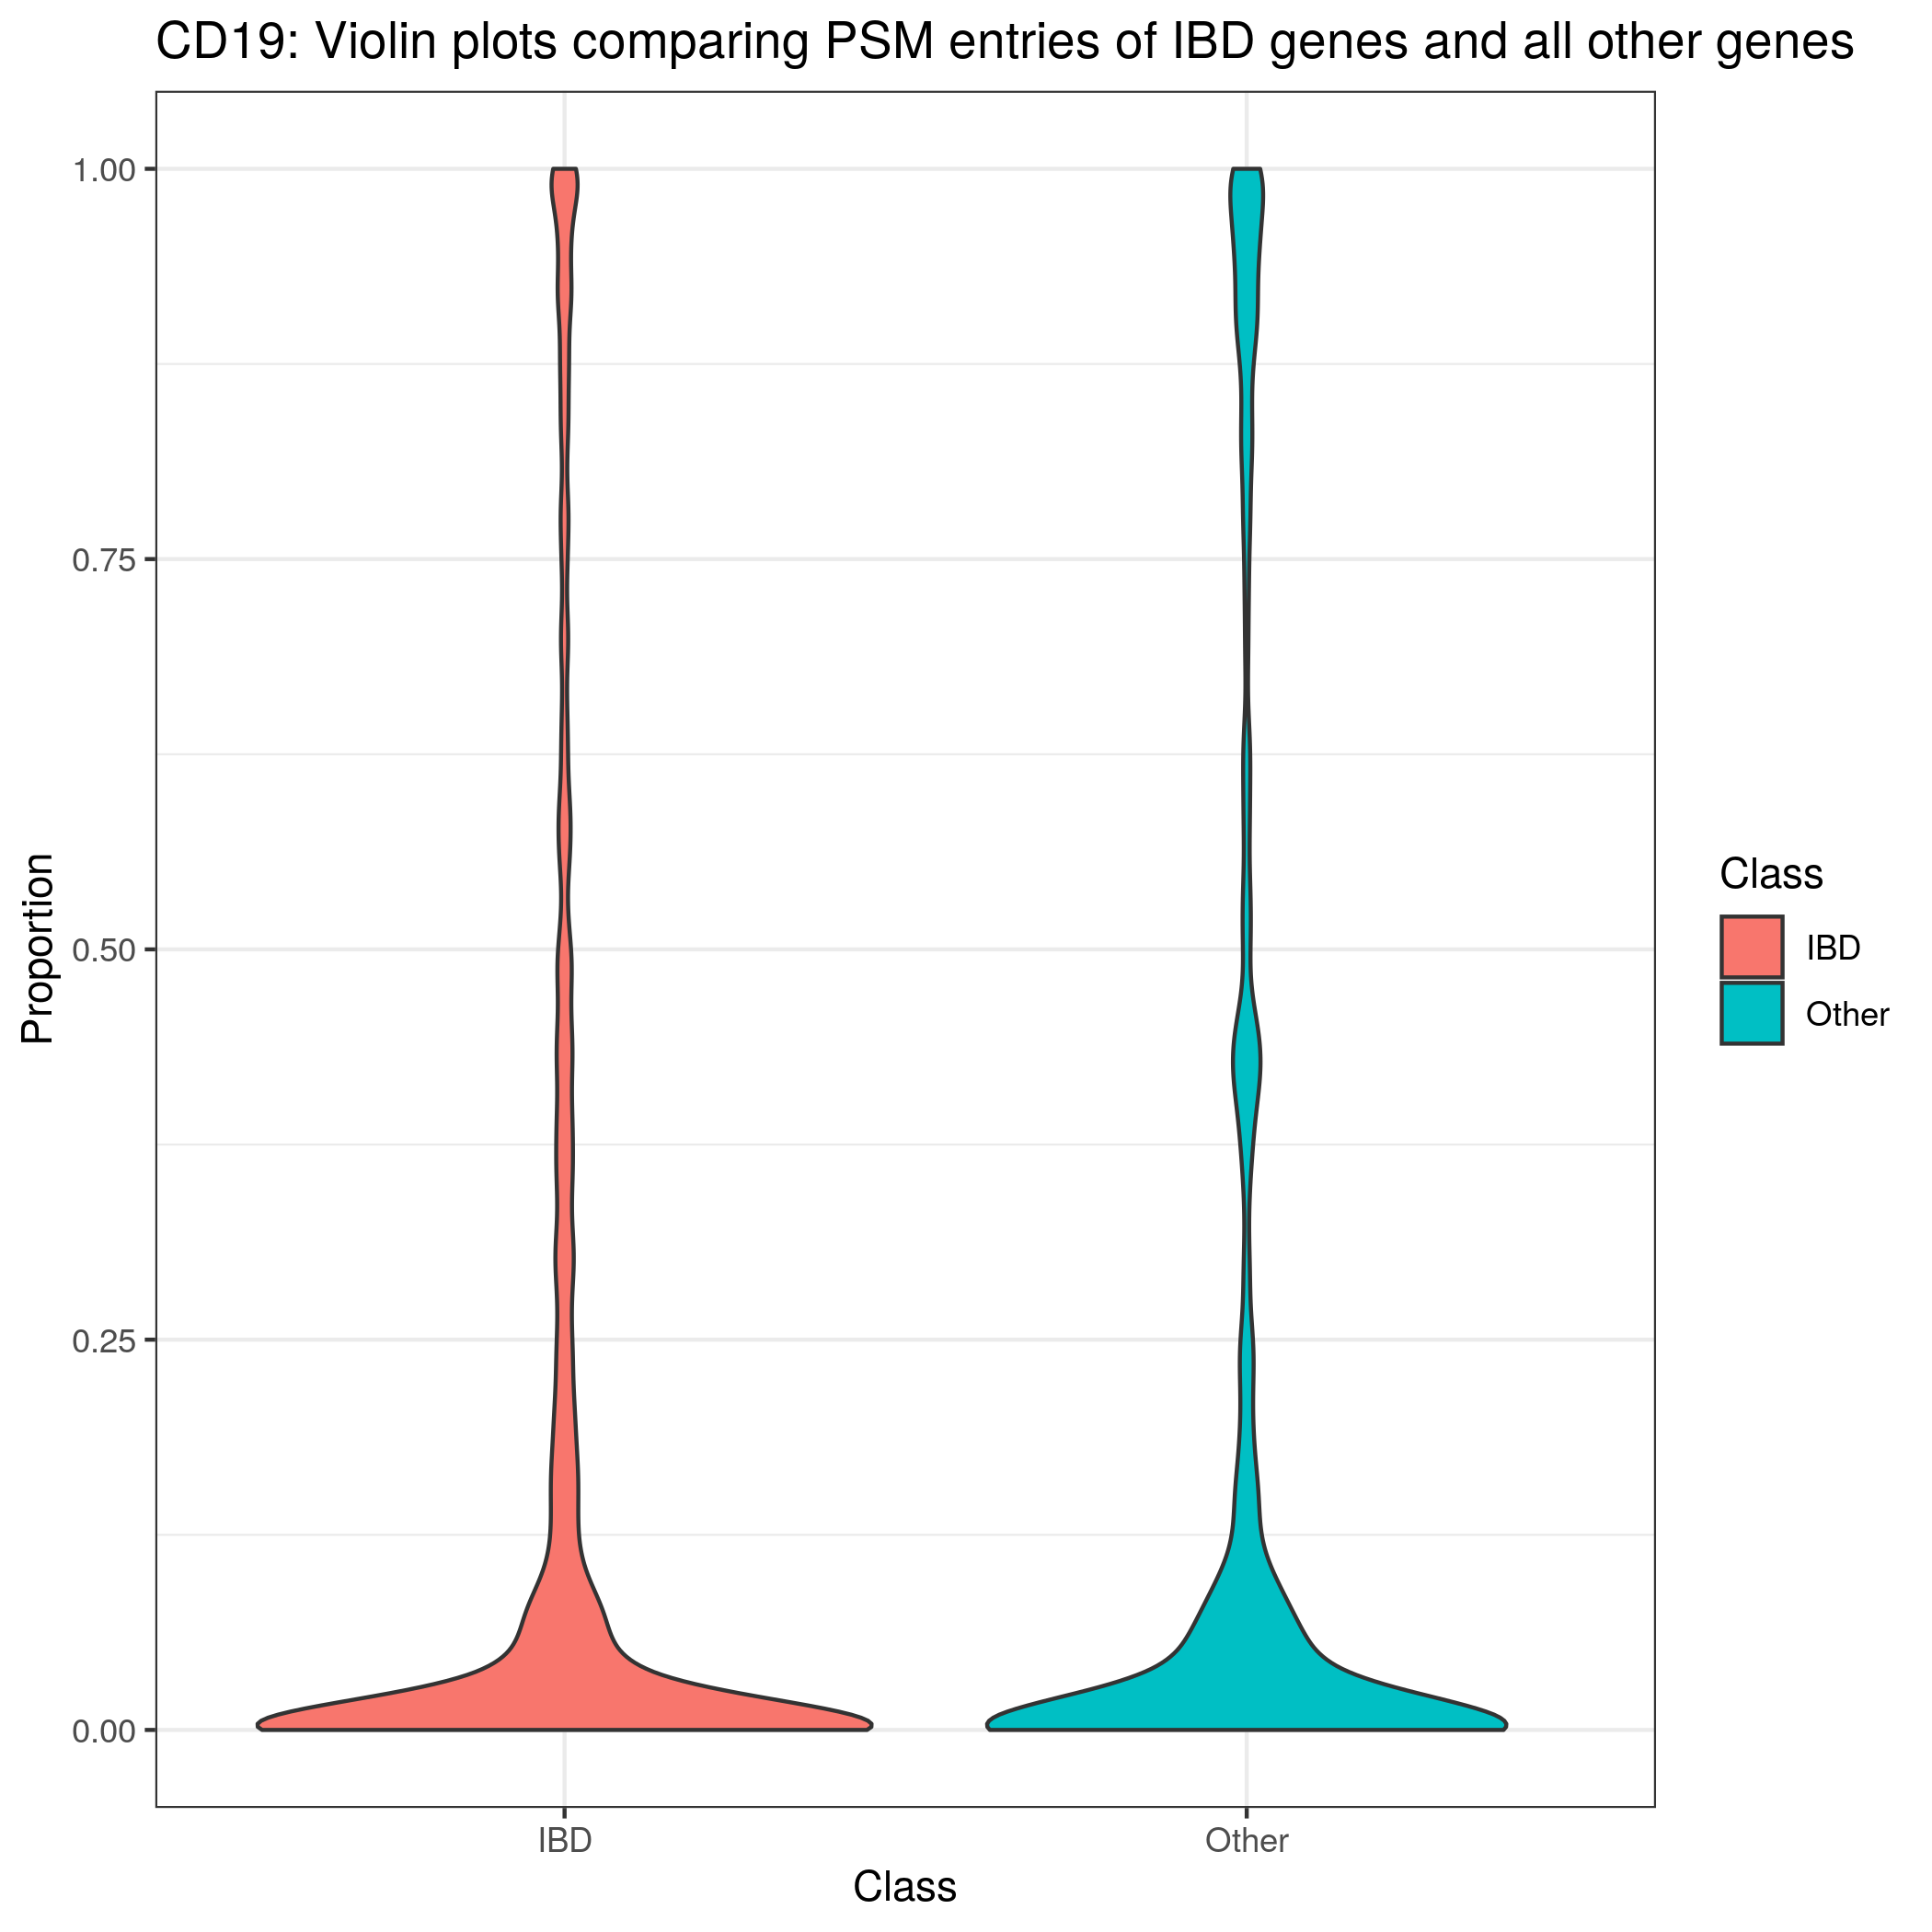 CD19: Violin plots comparing PSM entries of IBD genes and all other genes
1.00
0.75
0.50
0.25
0.00
Proportion
IBD
Other
Class
Class
IBD
Other